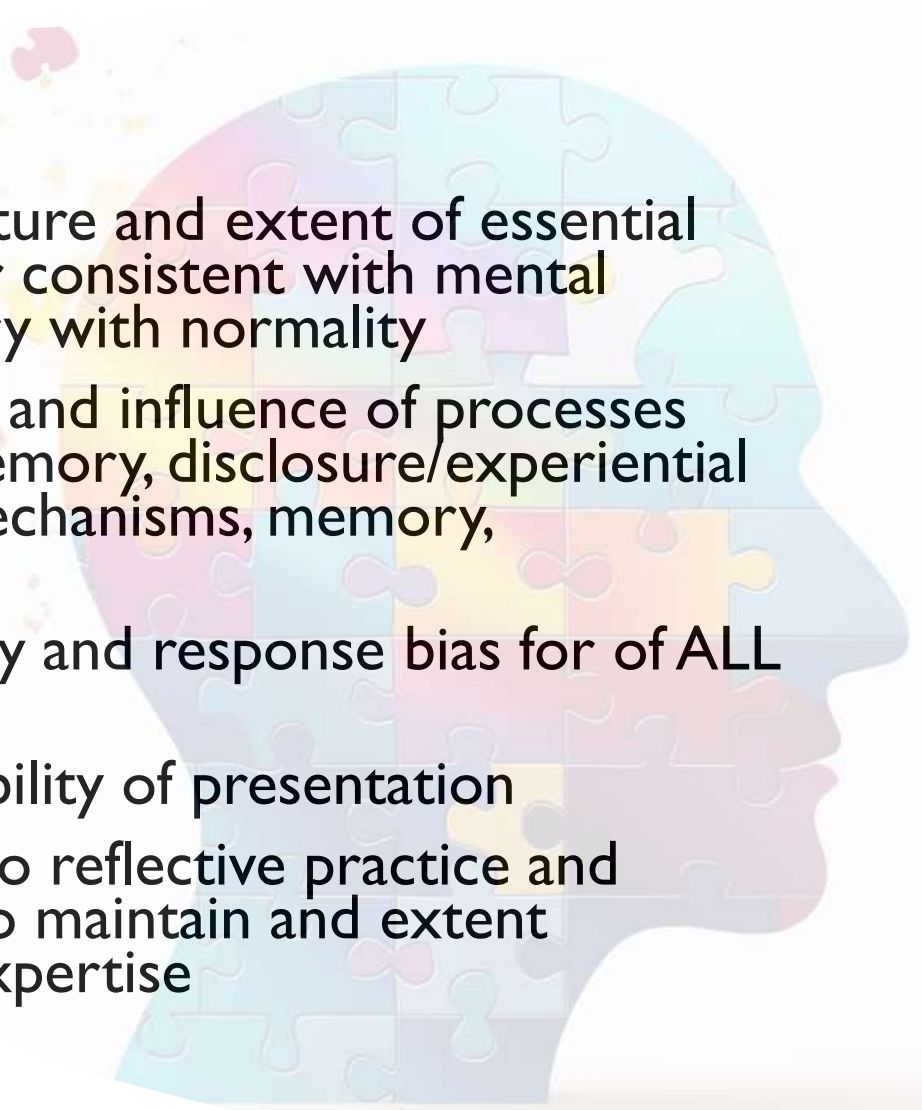 ture and extent of essential
r consistent with mental
ry with normality
and influence of processes
emory, disclosure/experiential
echanisms, memory,
y and response bias for of ALL
bility of presentation
o reflective practice and
o maintain and extent
xpertise